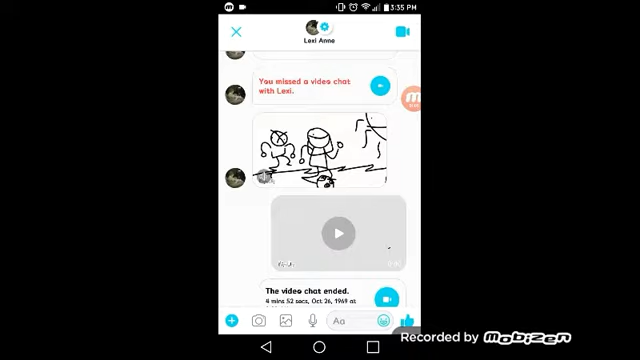 3:35 PM
Lexi Anne
You missed a video chat
with Lexi.
The video chat ended.
4 mins 52 secs, Oct 26, 1969 at
Aa
Recorded by mobizen